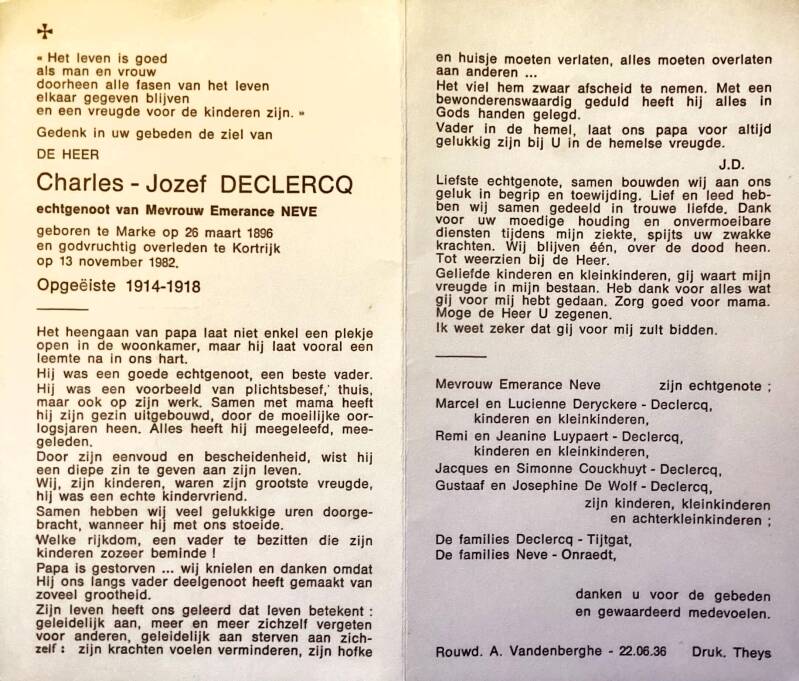 « Het leven is goed
als man en vrouw
doorheen alle fasen van het leven
elkaar gegeven blijven
en een vreugde voor de kinderen zijn. »
Gedenk in uw gebeden de ziel van
DE HEER
Charles - Jozef DECLERCQ
echtgenoot van Mevrouw Emerance NEVE
geboren te Marke op 26 maart 1896
en godvruchtig overleden te Kortrijk
op 13 november 1982.
Opgeëiste 1914-1918
Het heengaan van papa laat niet enkel een plekje
open in de woonkamer, maar hij laat vooral een
leemte na in ons hart.
Hij was een goede echtgenoot, een beste vader.
Hij was een voorbeeld van plichtsbesef, thuis,
maar ook op zijn werk. Samen met mama heeft
hij zijn gezin uitgebouwd, door de moeilijke oor-
logsjaren heen. Alles heeft hij meegeleefd, mee-
geleden.
Door zijn eenvoud en bescheidenheid, wist hij
een diepe zin te geven aan zijn leven.
Wij, zijn kinderen, waren zijn grootste vreugde,
hij was een echte kindervriend.
Samen hebben wij veel gelukkige uren doorge-
bracht, wanneer hij met ons stoeide.
Welke rijkdom, een vader te bezitten die zijn
kinderen zozeer beminde !
Papa is gestorven ... wij knielen en danken omdat
Hij ons langs vader deelgenoot heeft gemaakt van
zoveel grootheid.
Zijn leven heeft ons geleerd dat leven betekent :
geleidelijk aan, meer en meer zichzelf vergeten
voor anderen, geleidelijk aan sterven aan zich-
zelf : zijn krachten voelen verminderen, zijn hofke
en huisje moeten verlaten, alles moeten overlaten
aan anderen ...
Het viel hem zwaar afscheid te nemen. Met een
bewonderenswaardig geduld heeft hij alles in
Gods handen gelegd.
Vader in de hemel, laat ons papa voor altijd
gelukkig zijn bij U in de hemelse vreugde.
J.D.
Liefste echtgenote, samen bouwden wij aan ons
geluk in begrip en toewijding. Lief en leed heb-
ben wij samen gedeeld in trouwe liefde. Dank
voor uw moedige houding en onvermoeibare
diensten tijdens mijn ziekte, spijts uw zwakke
krachten. Wij blijven één, over de dood heen.
Tot weerzien bij de Heer.
Geliefde kinderen en kleinkinderen, gij waart mijn
vreugde in mijn bestaan. Heb dank voor alles wat
gij voor mij hebt gedaan. Zorg goed voor mama.
Moge de Heer U zegenen.
Ik weet zeker dat gij voor mij zult bidden.
Mevrouw Emerance Neve zijn echtgenote ;
Marcel en Lucienne Deryckere - Declercq,
kinderen en kleinkinderen,
Remi en Jeanine Luypaert - Declercq,
kinderen en kleinkinderen,
Jacques en Simonne Couckhuyt - Declercq,
Gustaaf en Josephine De Wolf - Declercq,
zijn kinderen, kleinkinderen
en achterkleinkinderen ;
De families Declercq - Tijtgat,
De families Neve - Onraedt,
danken u voor de gebeden
en gewaardeerd medevoelen.
Rouwd. A. Vandenberghe - 22.06.36 Druk. Theys